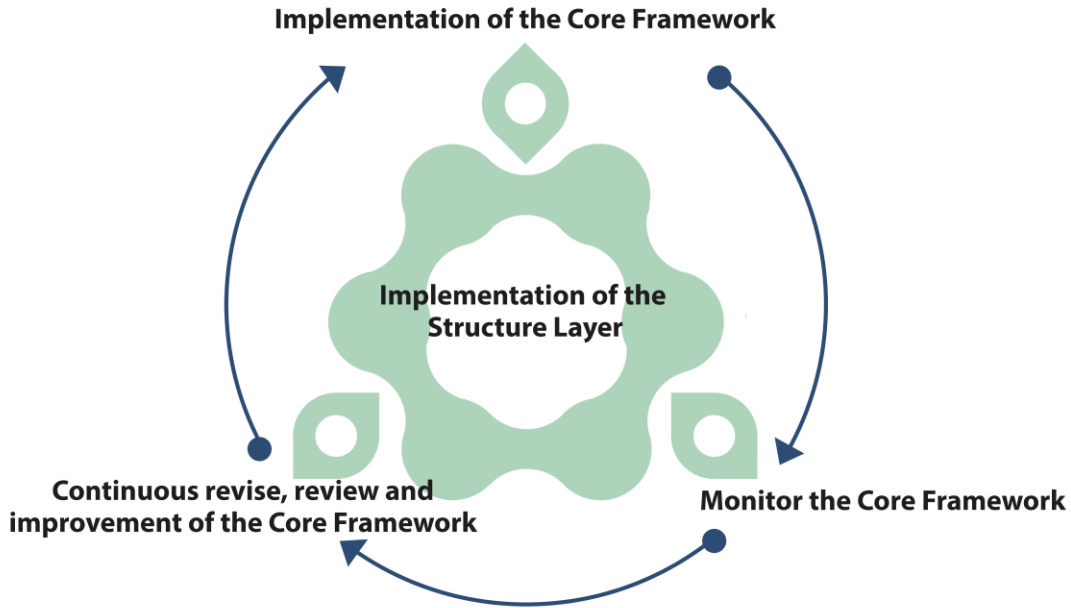 Implementation of the Core Framework
Implementation of the
Structure Layer
Continuous revise, review and
improvement of the Core Framework
Monitor the Core Framework